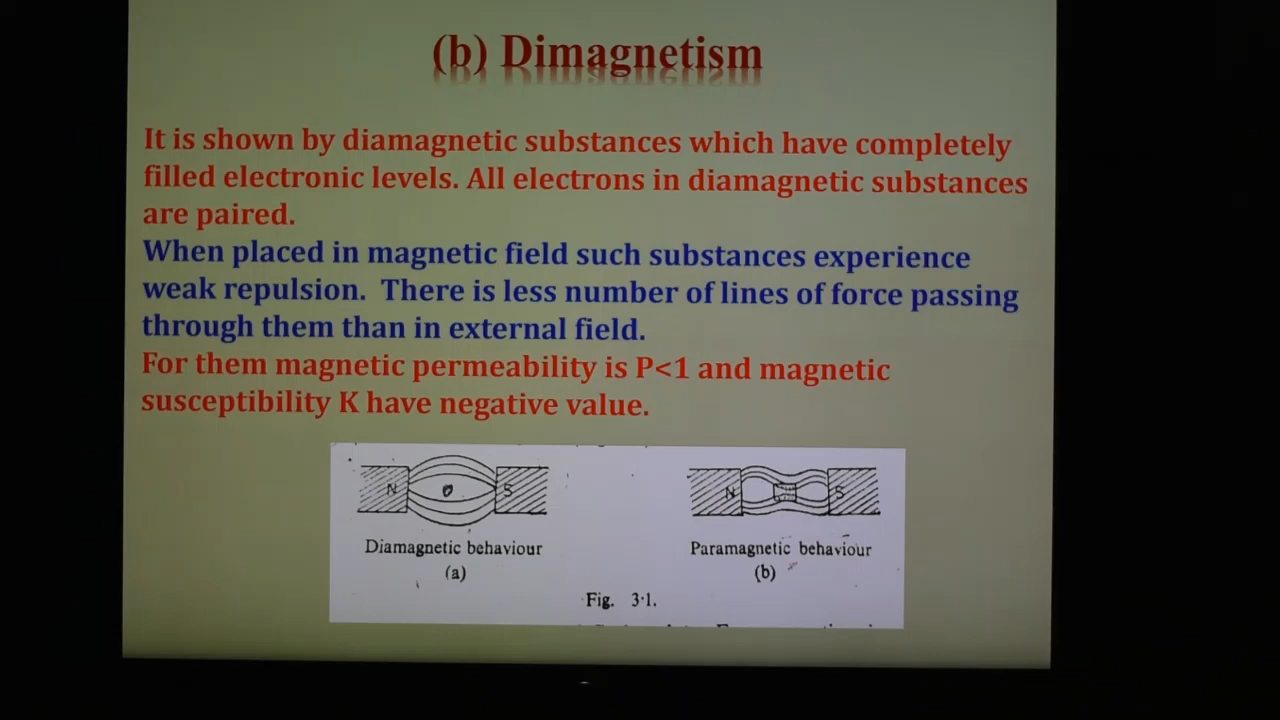 (b) Dimagnetism
It is shown by diamagnetic substances which have completely
filled electronic levels. All electrons in diamagnetic substances
are paired.
When placed in magnetic field such substances experience
weak repulsion. There is less number of lines of force passing
through them than in external field.
For them magnetic permeability is P<1 and magnetic
susceptibility K have negative value.
N S N S
Diamagnetic behaviour Paramagnetic behaviour
(a) (b)
Fig. 3·1.